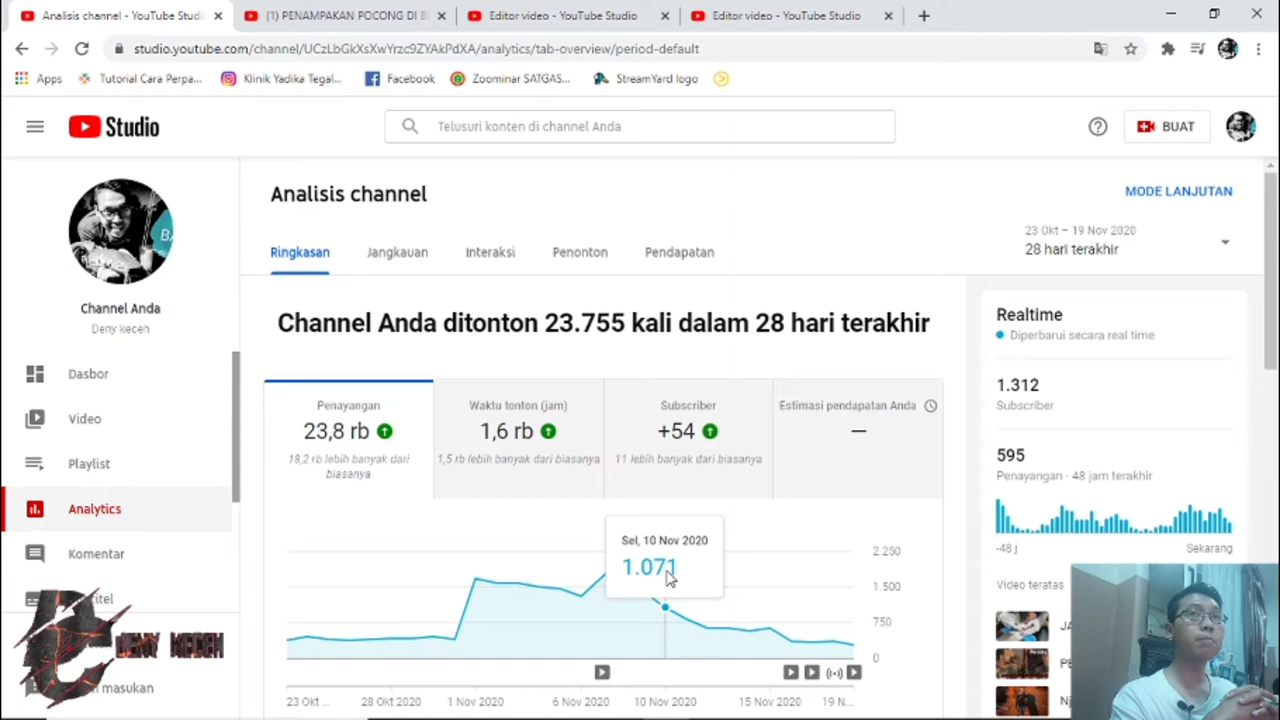 Analisis channel - YouTube Studio
(1) PENAMPAKAN POCONG DI B
Editor video - YouTube Studio
Editor video - YouTube Studio
studio.youtube.com/channel/UCzLbGkXsXwYrzc9ZYAkPdXA/analytics/tab-overview/period-default
Apps
Tutorial Cara Perpa...
Klinik Yadika Tegal...
Facebook
Zoominar SATGAS...
StreamYard logo
Studio
Telusuri konten di channel Anda
BUAT
Channel Anda
Deny keceh
Dasbor
Video
Playlist
Analytics
Komentar
DENY KECEH
masukan
Analisis channel
MODE LANJUTAN
Ringkasan
Jangkauan
Interaksi
Penonton
Pendapatan
23 Okt – 19 Nov 2020
28 hari terakhir
Channel Anda ditonton 23.755 kali dalam 28 hari terakhir
Penayangan
23,8 rb
18,2 rb lebih banyak dari
biasanya
Waktu tonton (jam)
1,6 rb
1,5 rb lebih banyak dari biasanya
Subscriber
+54
11 lebih banyak dari biasanya
Estimasi pendapatan Anda
—
Sel, 10 Nov 2020
1.071
2.250
1.500
750
0
23 Okt ...
28 Okt 2020
1 Nov 2020
6 Nov 2020
10 Nov 2020
15 Nov 2020
19 N...
Realtime
Diperbarui secara real time
1.312
Subscriber
595
Penayangan · 48 jam terakhir
-48 j
Sekarang
Video teratas